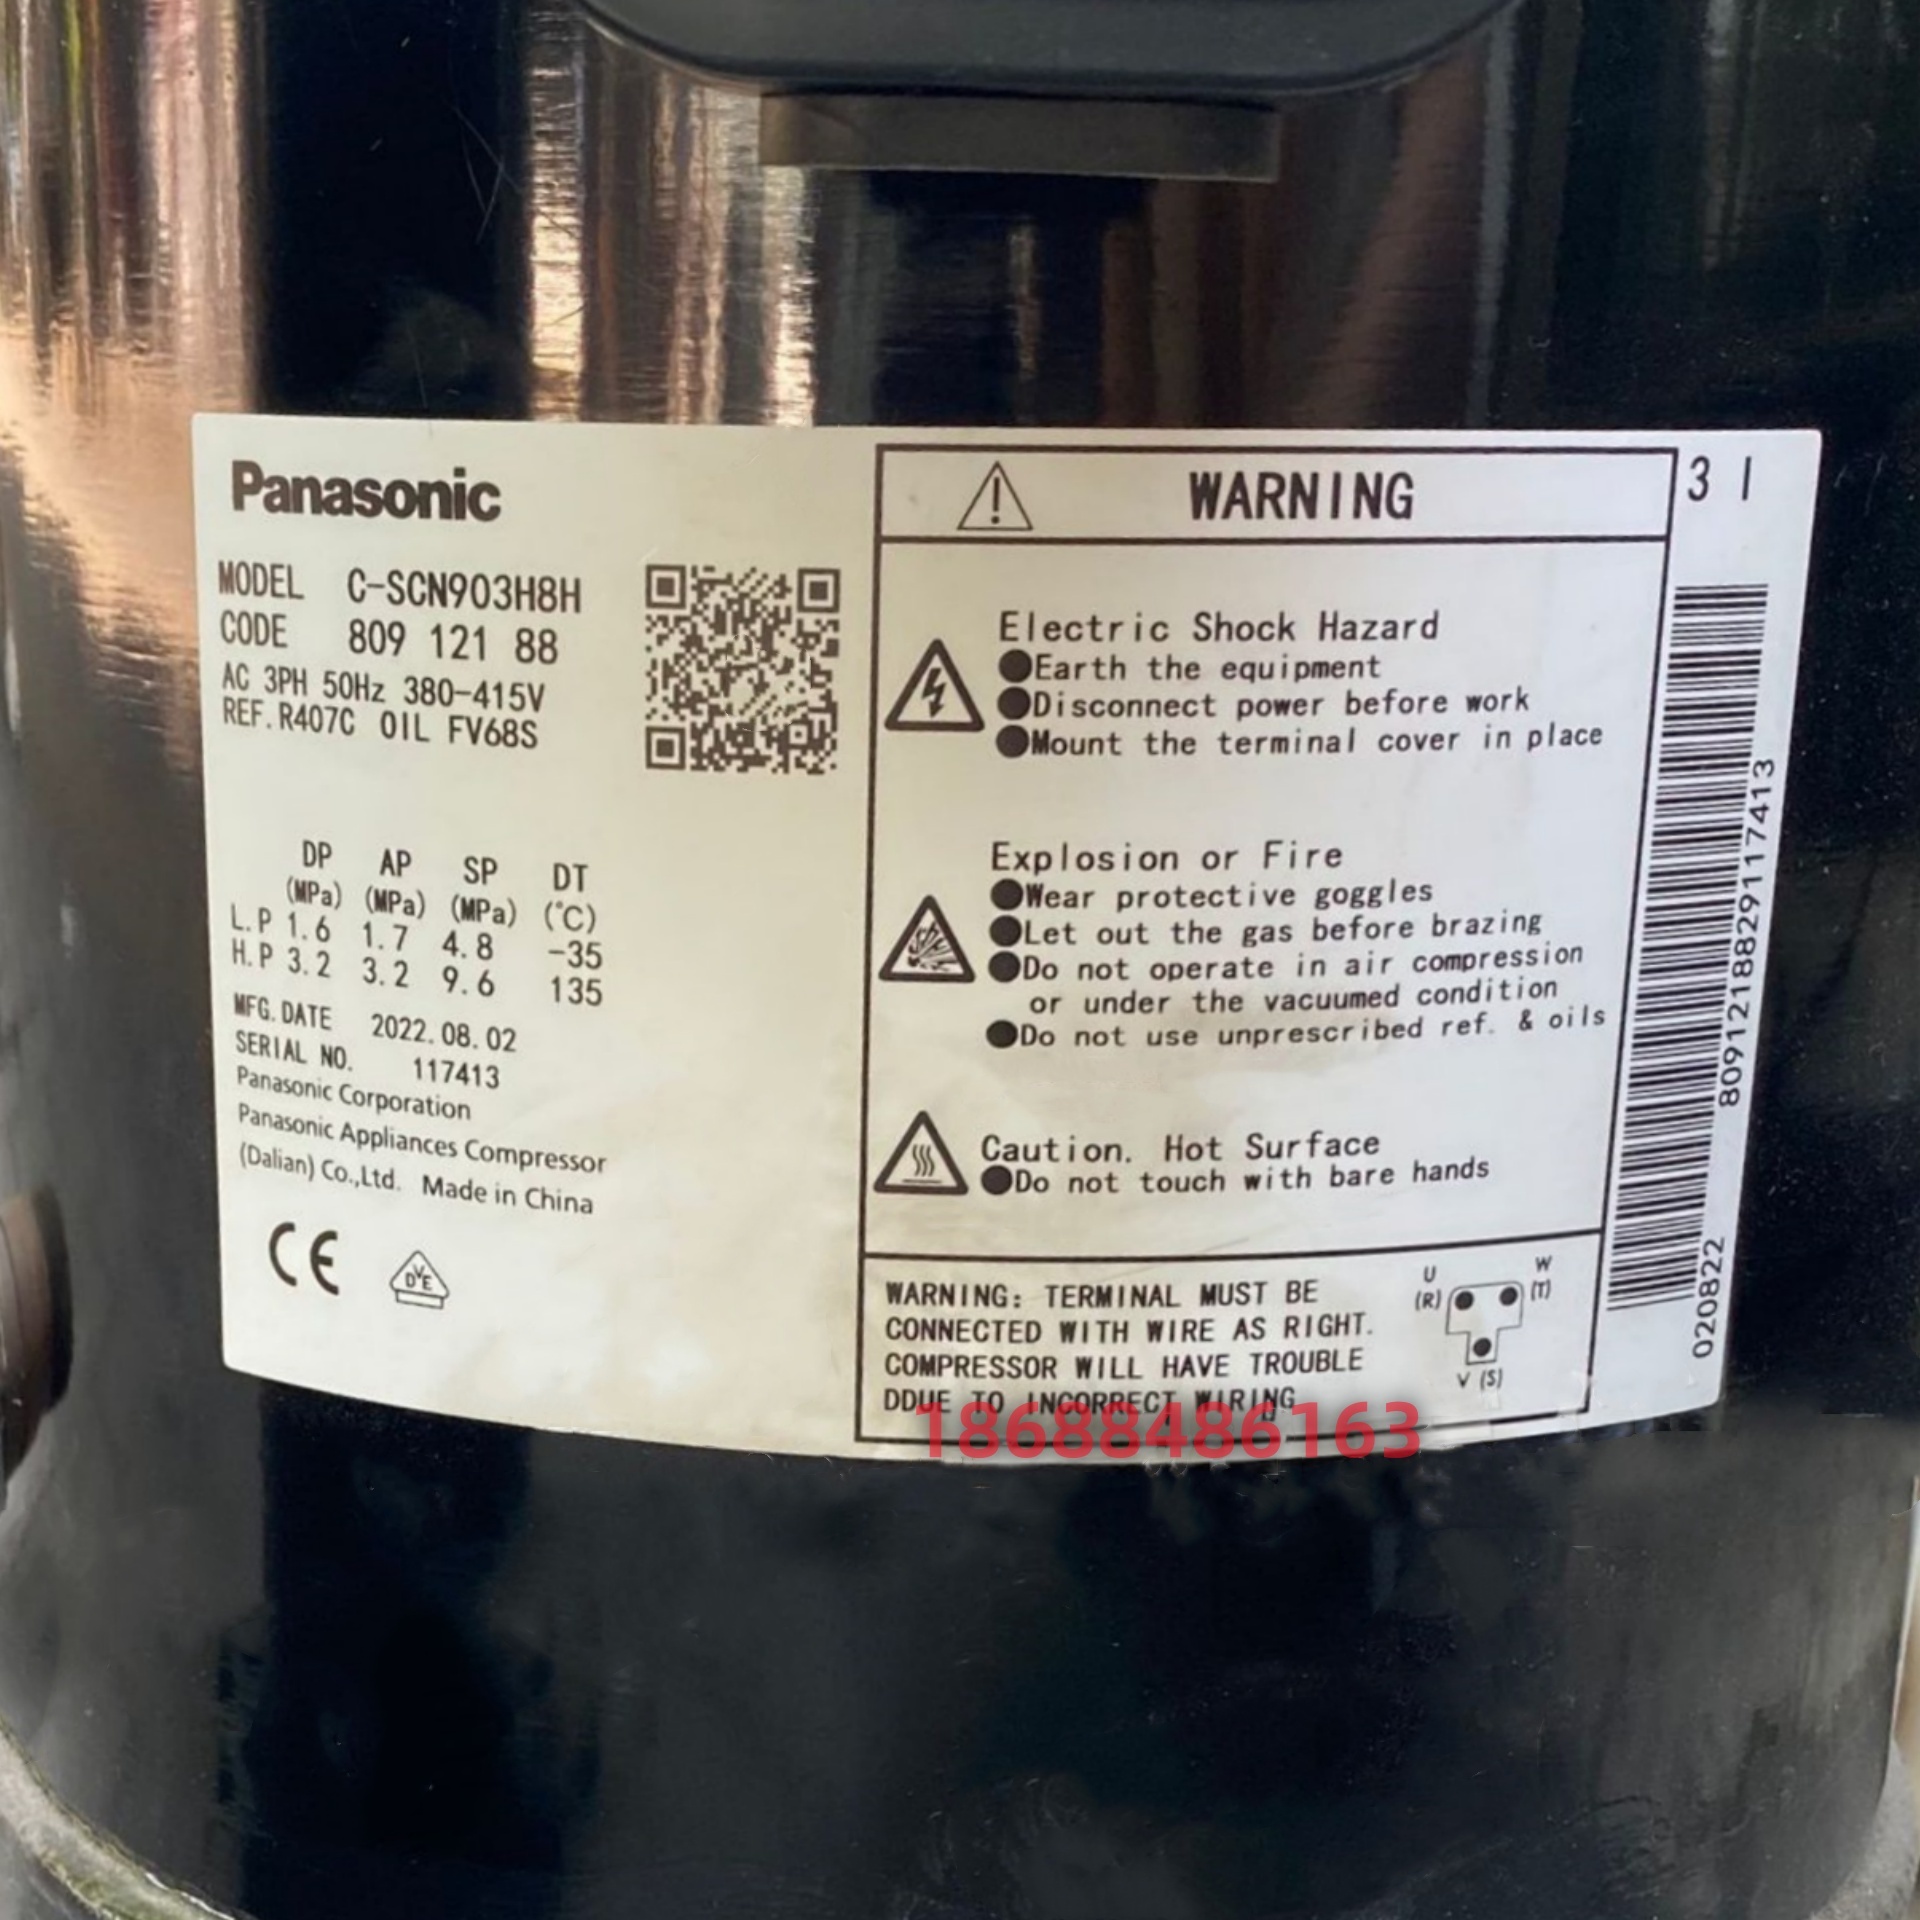 Panasonic
MODEL C-SCN903H8H
CODE 809 121 88
AC 3PH 50Hz 380-415V
REF.R407C OIL FV68S
DP AP SP DT
(MPa) (MPa) (MPa) (℃)
L.P 1.6 1.7 4.8 -35
H.P 3.2 3.2 9.6 135
MFG.DATE 2022.08.02
SERIAL NO. 117413
Panasonic Corporation
Panasonic Appliances Compressor
(Dalian) Co.,Ltd. Made in China
CE
DVE
WARNING
Electric Shock Hazard
●Earth the equipment
●Disconnect power before work
●Mount the terminal cover in place
Explosion or Fire
●Wear protective goggles
●Let out the gas before brazing
●Do not operate in air compression
or under the vacuumed condition
●Do not use unprescribed ref. & oils
Caution. Hot Surface
●Do not touch with bare hands
WARNING: TERMINAL MUST BE
CONNECTED WITH WIRE AS RIGHT.
COMPRESSOR WILL HAVE TROUBLE
DDUE TO INCORRECT WIRING
U W
(R) (T)
V (S)
3 I
8091218829117413
020822
18688486163